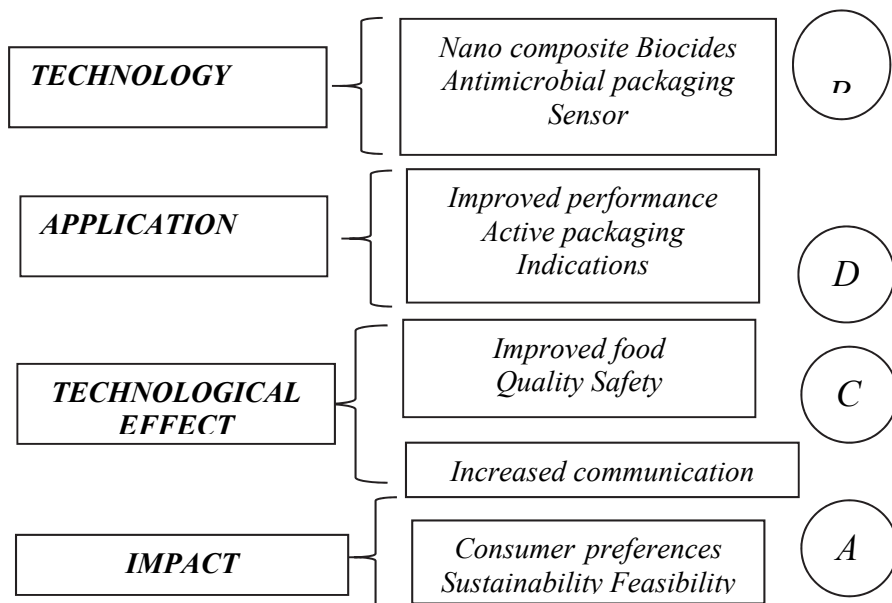 TECHNOLOGY
Nano composite Biocides
Antimicrobial packaging
Sensor
APPLICATION
Improved performance
Active packaging
Indications
D
TECHNOLOGICAL
EFFECT
Improved food
Quality Safety
C
Increased communication
IMPACT
Consumer preferences
Sustainability Feasibility
A